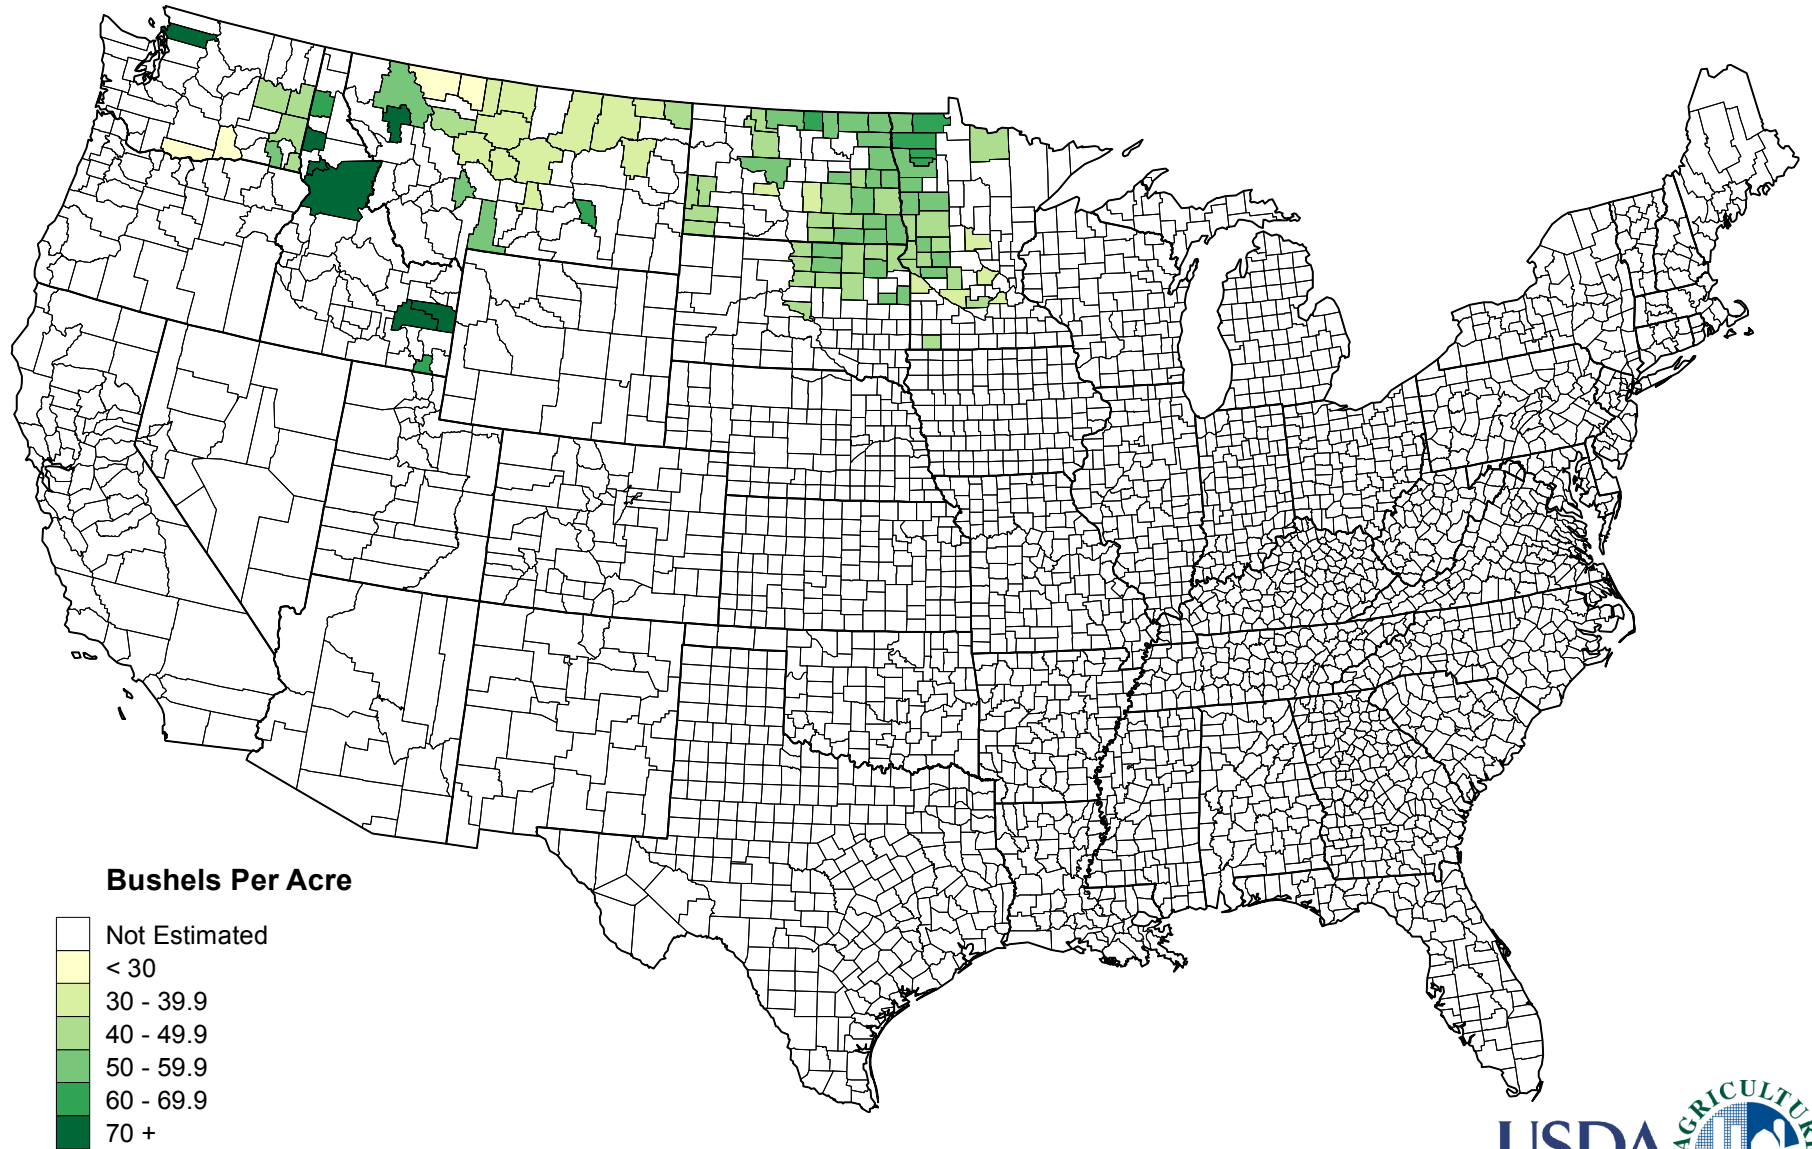 Bushels Per Acre
Not Estimated
< 30
30 - 39.9
40 - 49.9
50 - 59.9
60 - 69.9
70 +
USDA